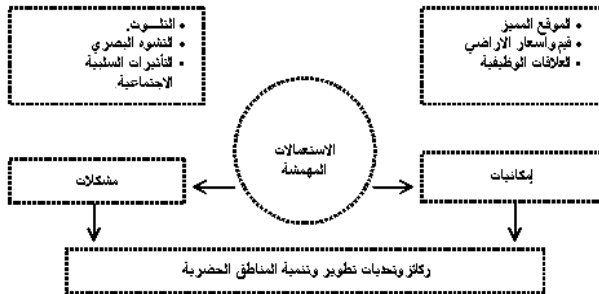 الموقع المميز
قيم وأسعار الاراضي
العلاقات الوظيفية
التلوث.
التشوه البصري
التأثيرات السلبية
الاجتماعية
الاستعمالات
المهمشة
إمكانيات
مشكلات
ركائز وتحديات تطوير وتنمية المناطق الحضرية